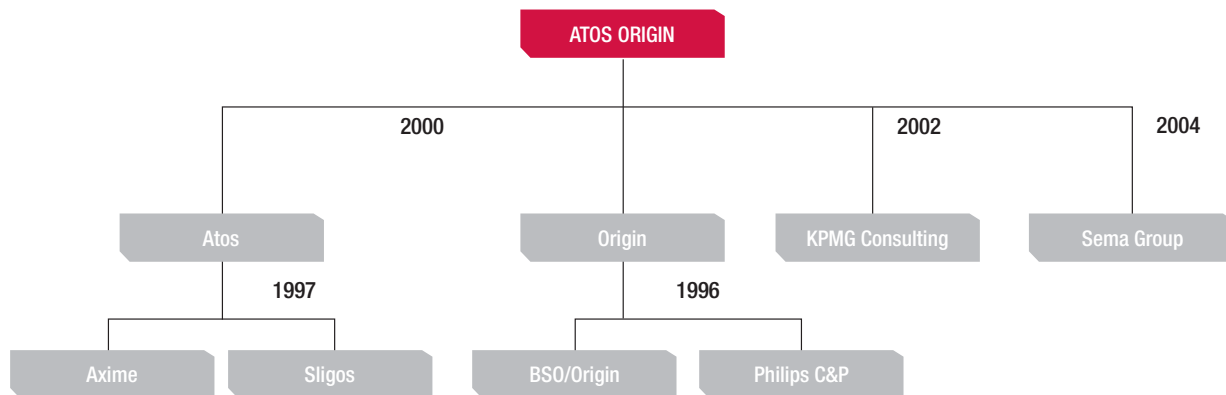 ATOS ORIGIN
2000
2002
2004
Atos
Origin
KPMG Consulting
Sema Group
1997
1996
Axime
Sligos
BSO/Origin
Philips C&P